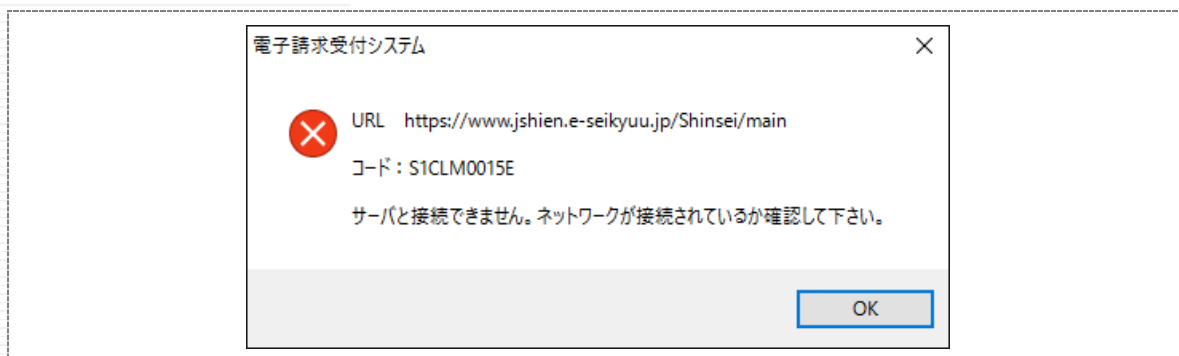 電子請求受付システム
URL https://www.jshien.e-seikyuu.jp/Shinsei/main
コード：S1CLM0015E
サーバと接続できません。ネットワークが接続されているか確認して下さい。
OK